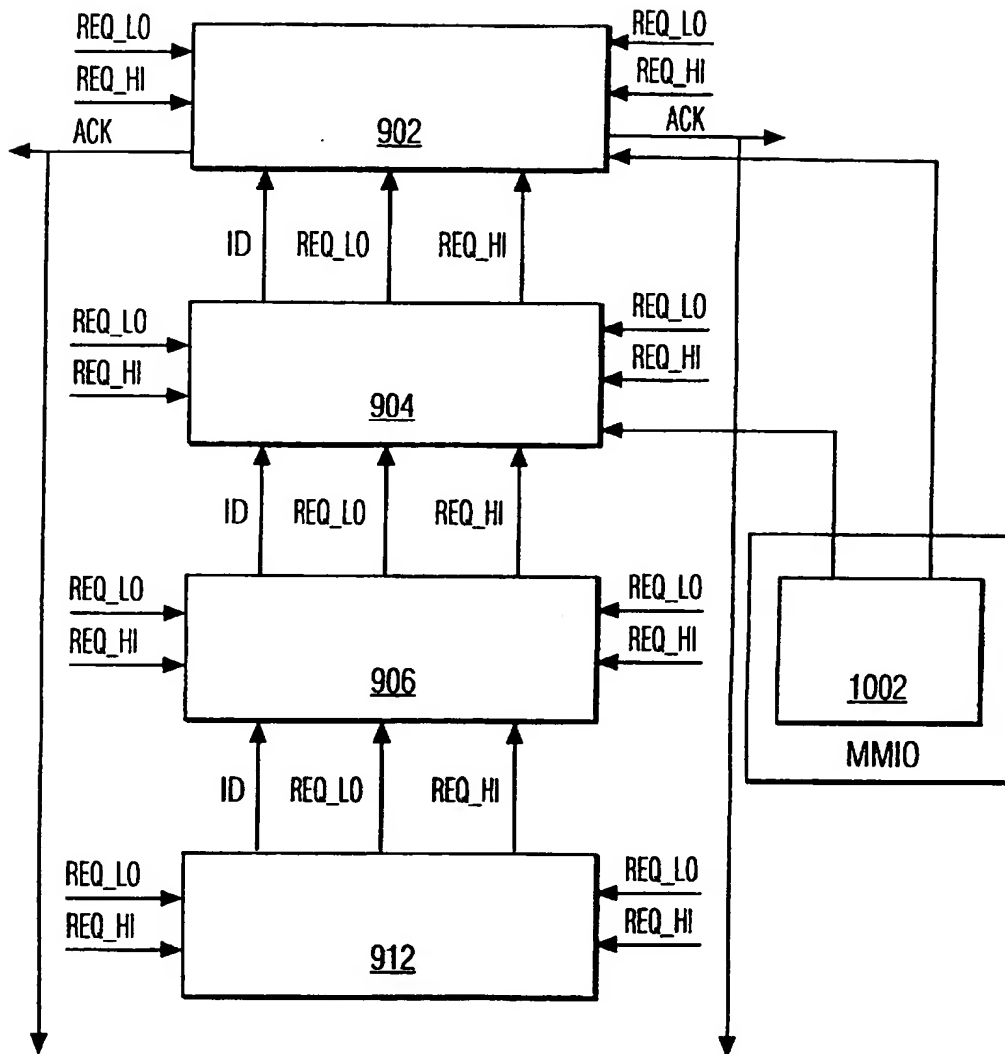 REQ_LO
REQ_LO
REQ_HI
REQ_HI
ACK
ACK
902
ID
REQ_LO
REQ_HI
REQ_LO
REQ_LO
REQ_HI
REQ_HI
904
ID
REQ_LO
REQ_HI
REQ_LO
REQ_LO
REQ_HI
REQ_HI
906
1002
MMIO
ID
REQ_LO
REQ_HI
REQ_LO
REQ_LO
REQ_HI
REQ_HI
912